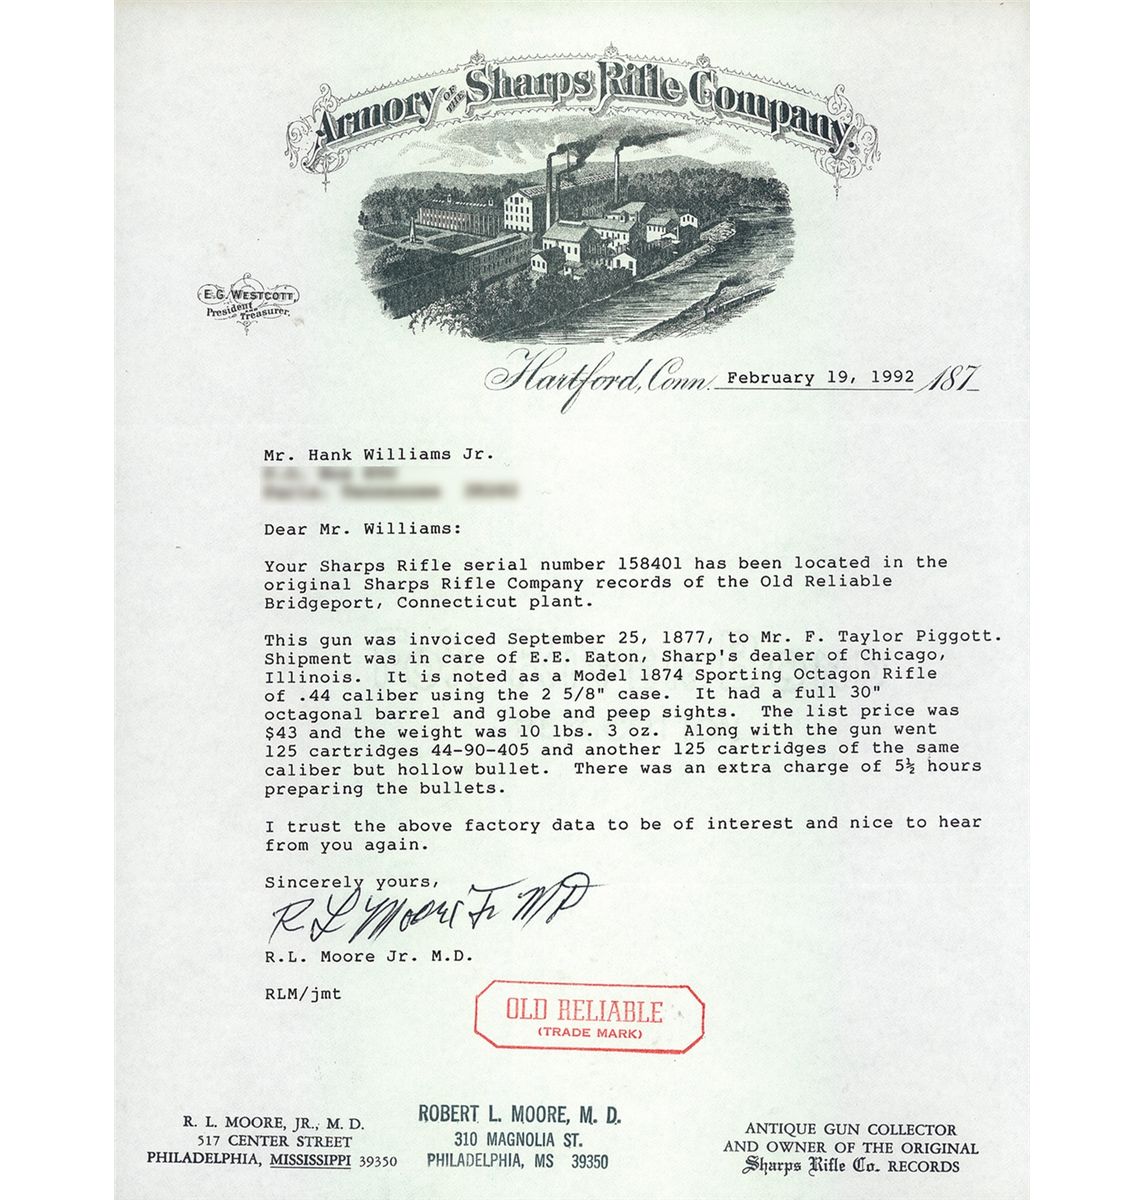 Armory OF THE Sharps Rifle Company.
E.G. WESTCOTT,
President
Treasurer.
Hartford, Conn. February 19, 1992 187
Mr. Hank Williams Jr.
Dear Mr. Williams:
Your Sharps Rifle serial number 158401 has been located in the
original Sharps Rifle Company records of the Old Reliable
Bridgeport, Connecticut plant.
This gun was invoiced September 25, 1877, to Mr. F. Taylor Piggott.
Shipment was in care of E.E. Eaton, Sharp's dealer of Chicago,
Illinois. It is noted as a Model 1874 Sporting Octagon Rifle
of .44 caliber using the 2 5/8" case. It had a full 30"
octagonal barrel and globe and peep sights. The list price was
$43 and the weight was 10 lbs. 3 oz. Along with the gun went
125 cartridges 44-90-405 and another 125 cartridges of the same
caliber but hollow bullet. There was an extra charge of 5½ hours
preparing the bullets.
I trust the above factory data to be of interest and nice to hear
from you again.
Sincerely yours,
R L Moore Jr MD
R.L. Moore Jr. M.D.
RLM/jmt
OLD RELIABLE
(TRADE MARK)
R. L. MOORE, JR., M. D.
517 CENTER STREET
PHILADELPHIA, MISSISSIPPI 39350
ROBERT L. MOORE, M. D.
310 MAGNOLIA ST.
PHILADELPHIA, MS 39350
ANTIQUE GUN COLLECTOR
AND OWNER OF THE ORIGINAL
Sharps Rifle Co. RECORDS